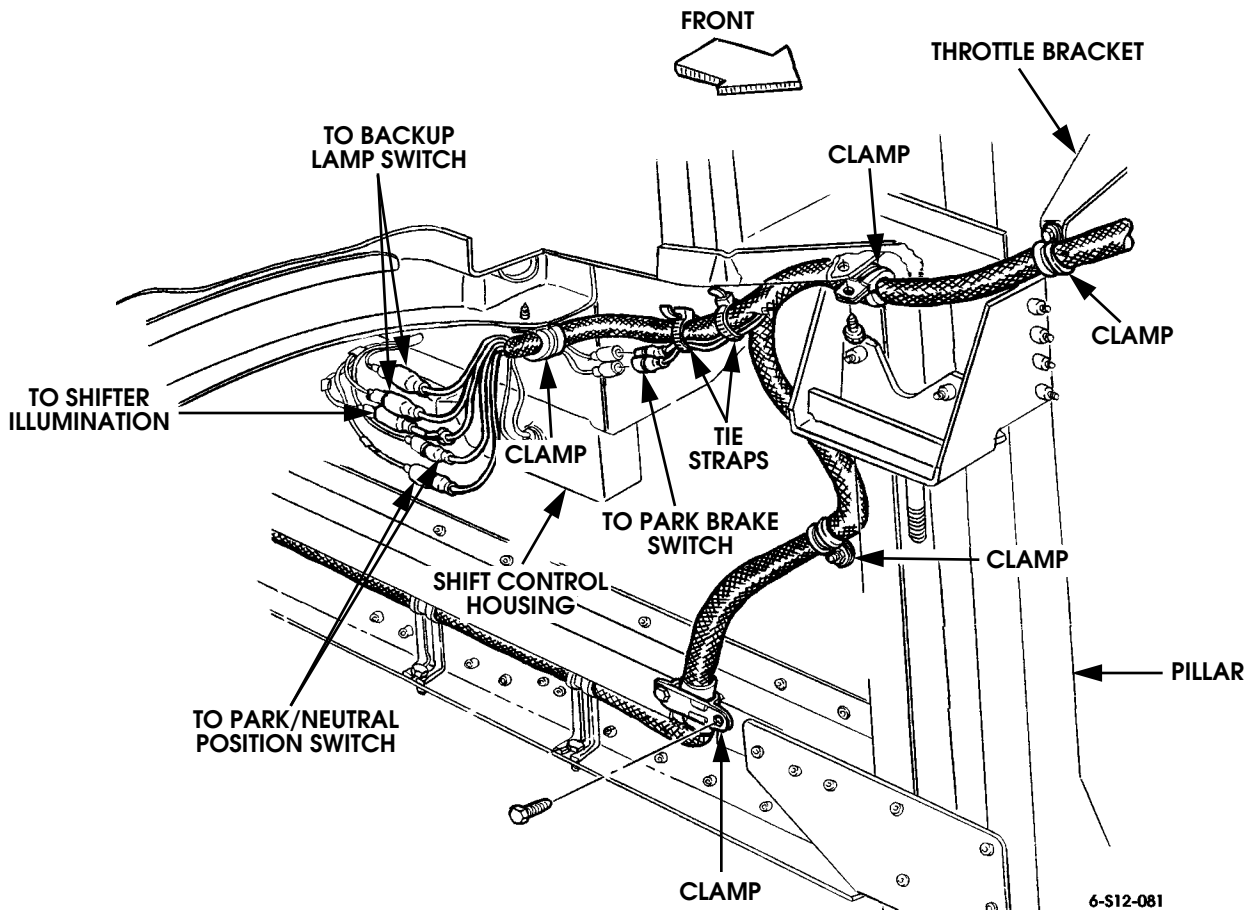 FRONT
THROTTLE BRACKET
TO BACKUP
LAMP SWITCH
CLAMP
CLAMP
TO SHIFTER
ILLUMINATION
CLAMP
TIE
STRAPS
TO PARK BRAKE
SWITCH
CLAMP
SHIFT CONTROL
HOUSING
PILLAR
TO PARK/NEUTRAL
POSITION SWITCH
CLAMP
6-S12-081